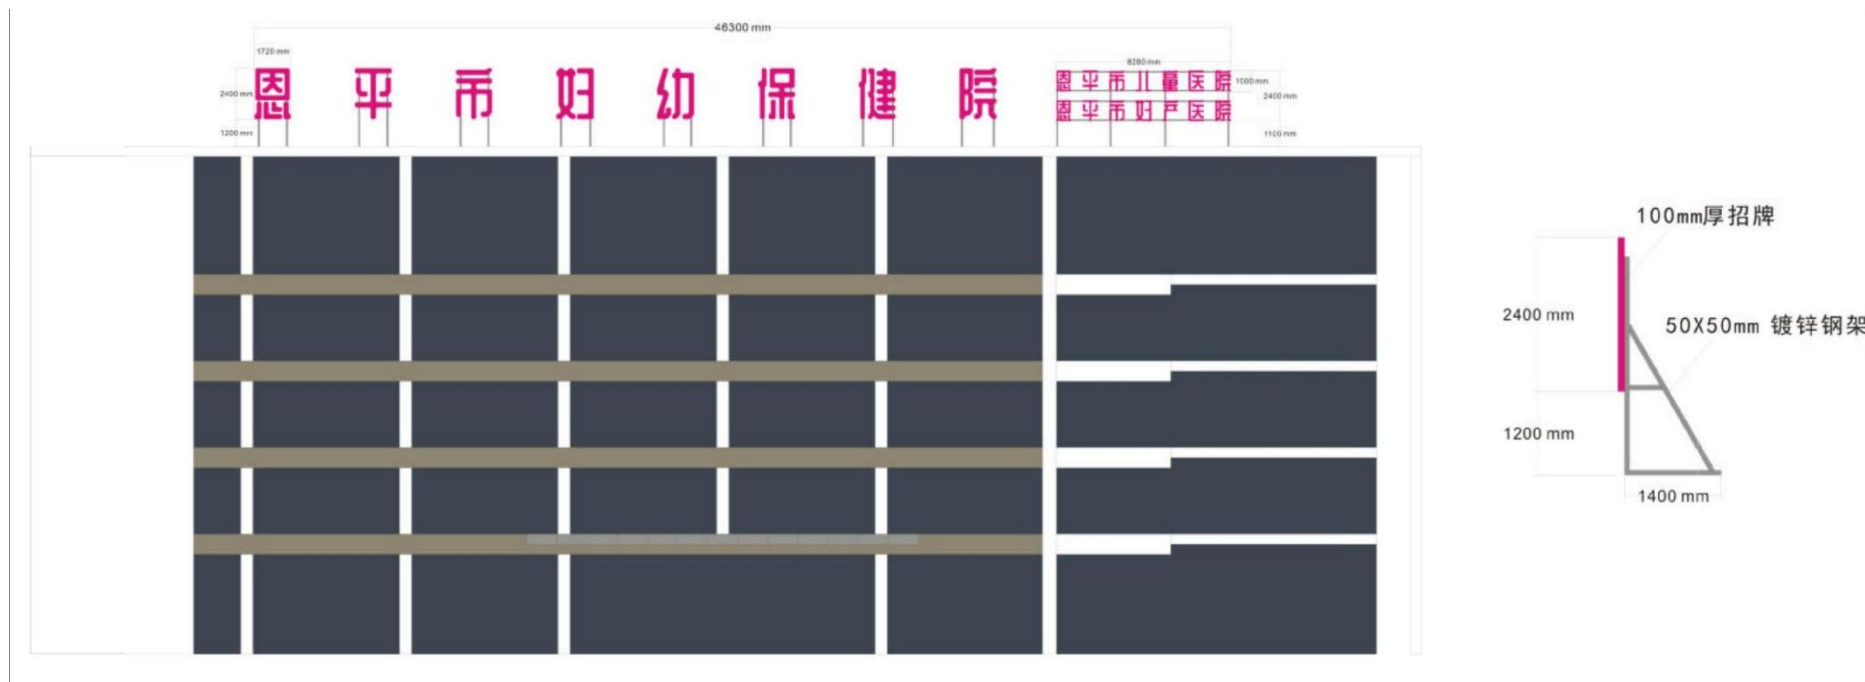 46300 mm
1720 mm
8280 mm
恩平市妇幼保健院
恩平市儿童医院
恩平市妇产医院
2400 mm
1200 mm
1000 mm
2400 mm
1100 mm
100mm厚招牌
2400 mm
50X50mm 镀锌钢架
1200 mm
1400 mm